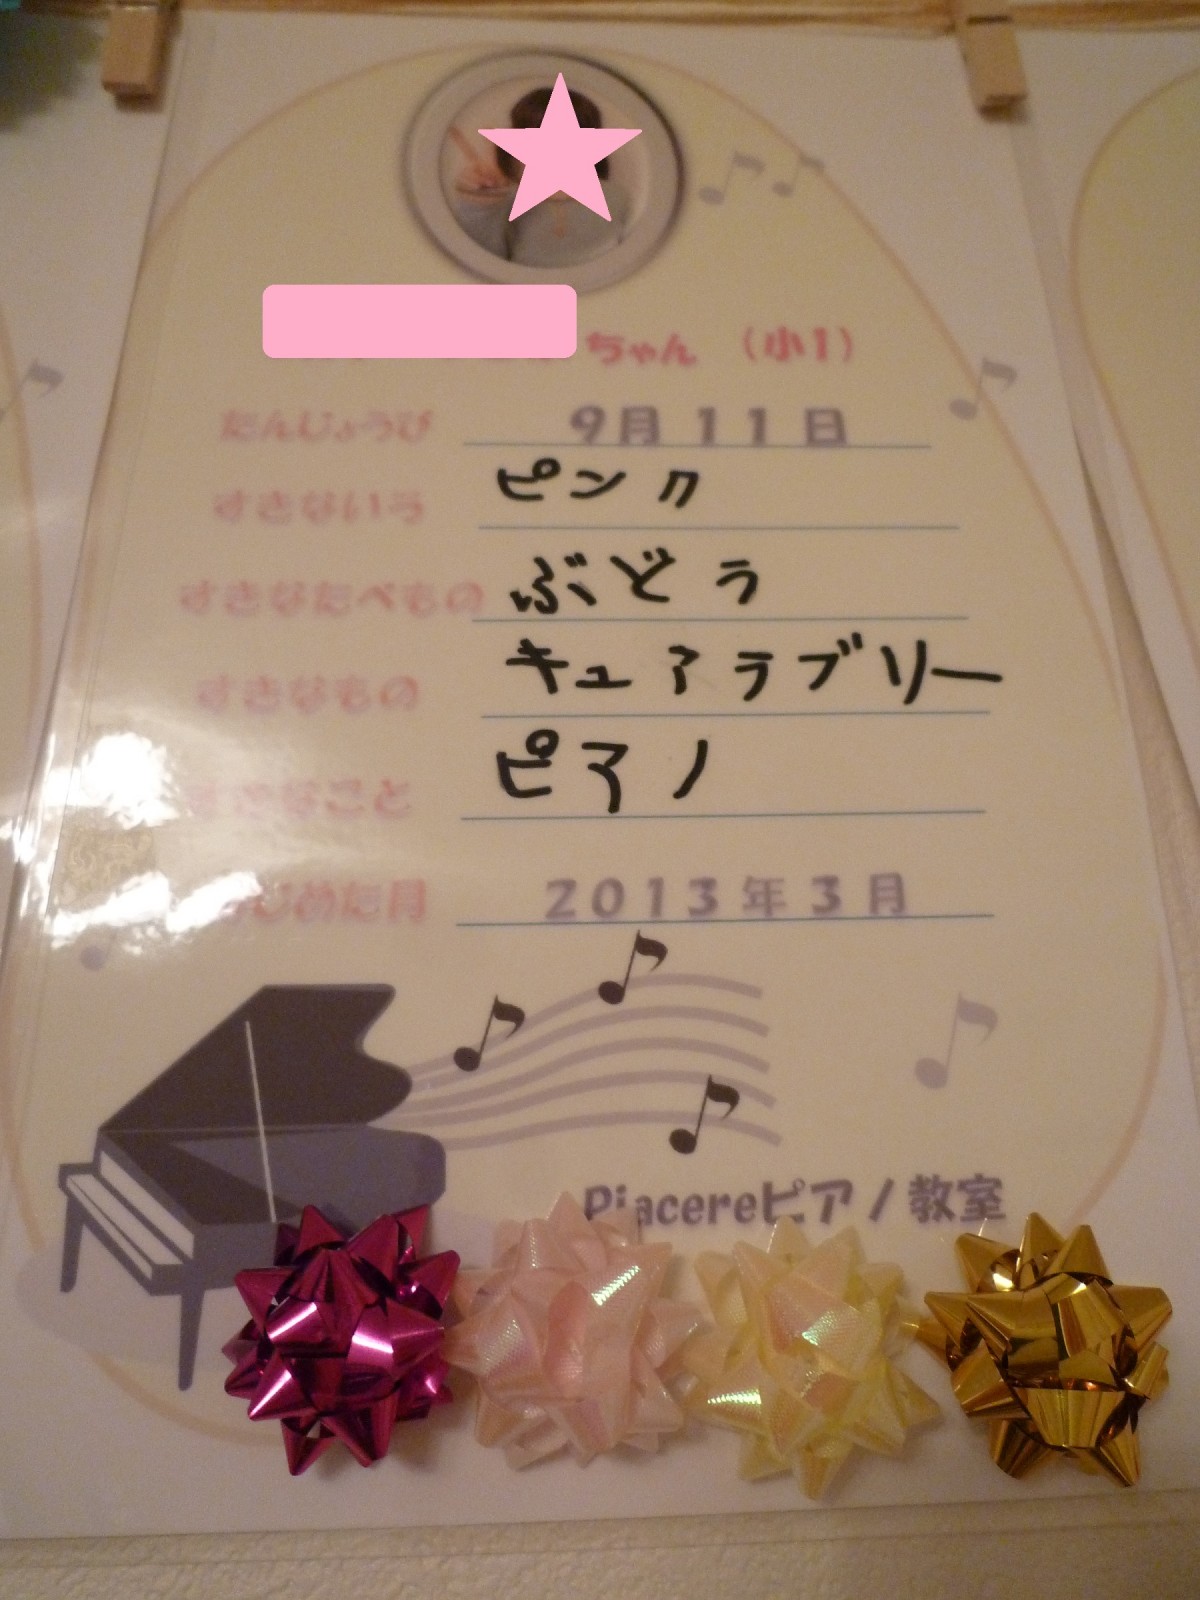 ちゃん （小1）
たんじょうび 9月11日
すきないろ ピンク
すきなたべもの ぶどう
すきなもの キュアラブリー
すきなこと ピアノ
はじめた月 2013年3月
Piacereピアノ教室